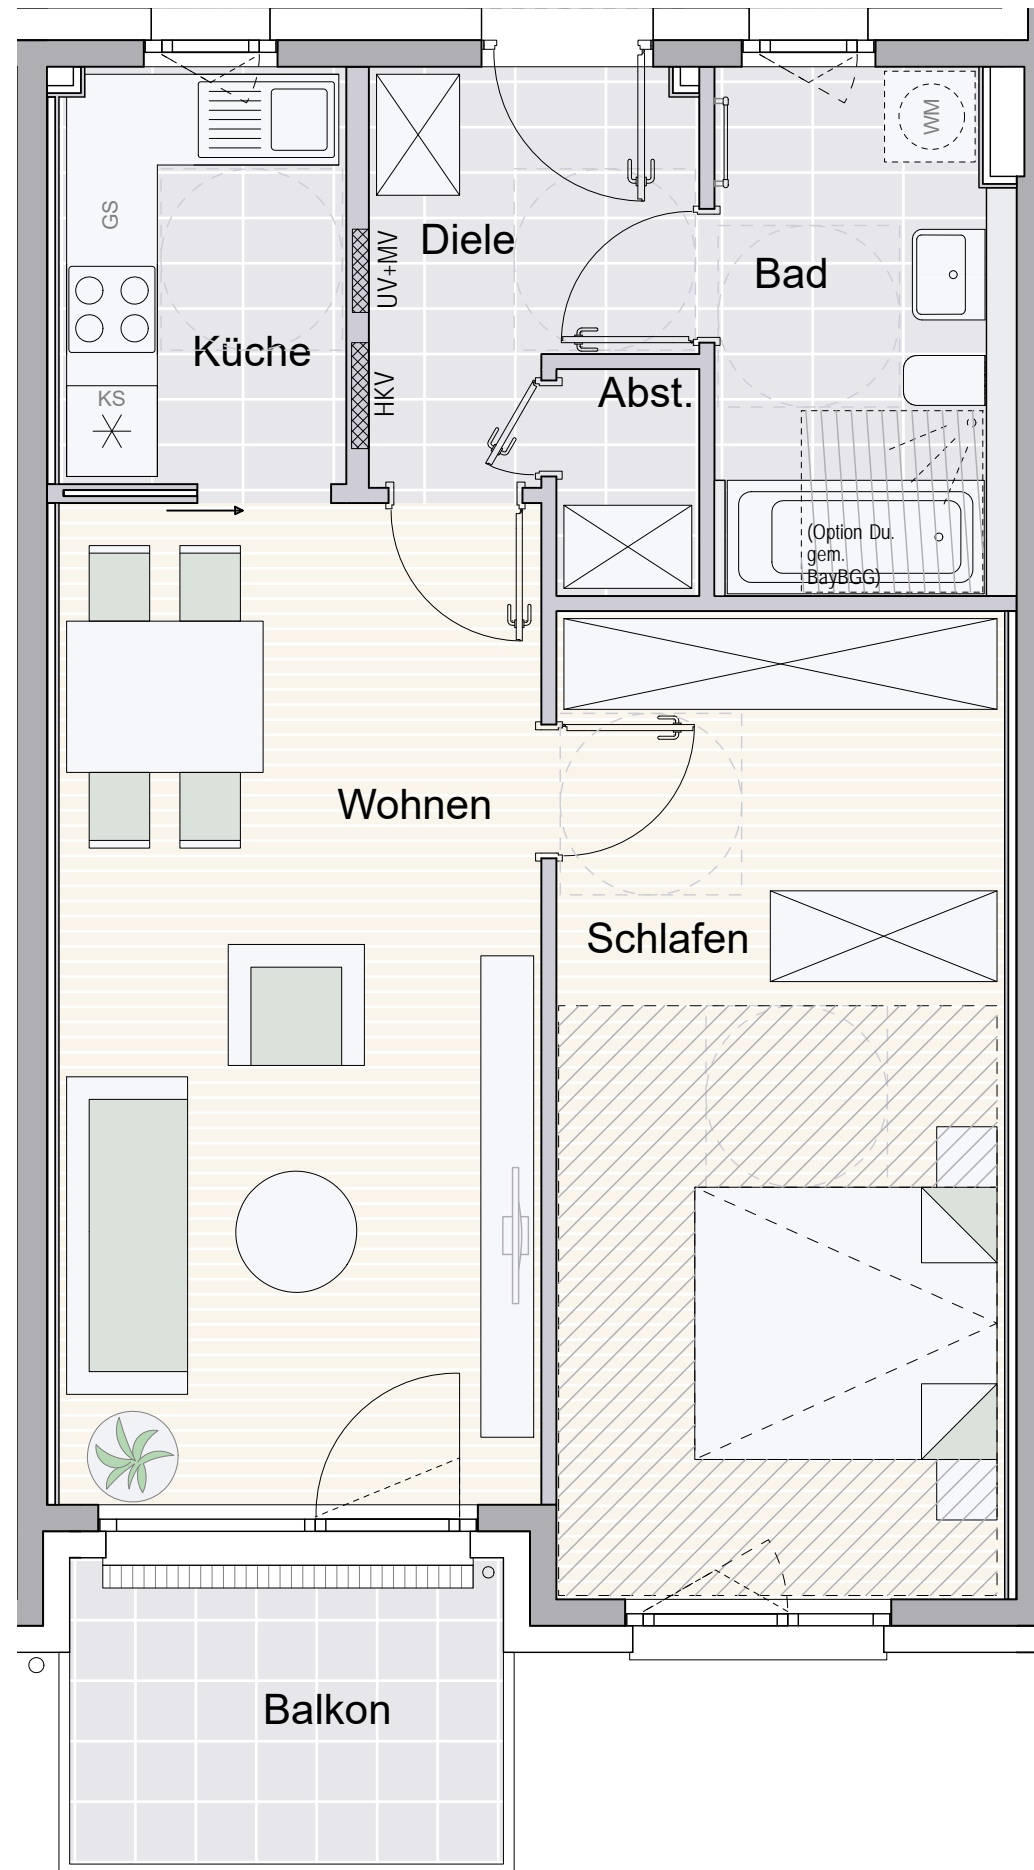 WM
GS
Diele
UV+MV
Bad
Küche
HKV
Abst.
KS
(Option Du.
gem.
BayBGG)
Wohnen
Schlafen
Balkon